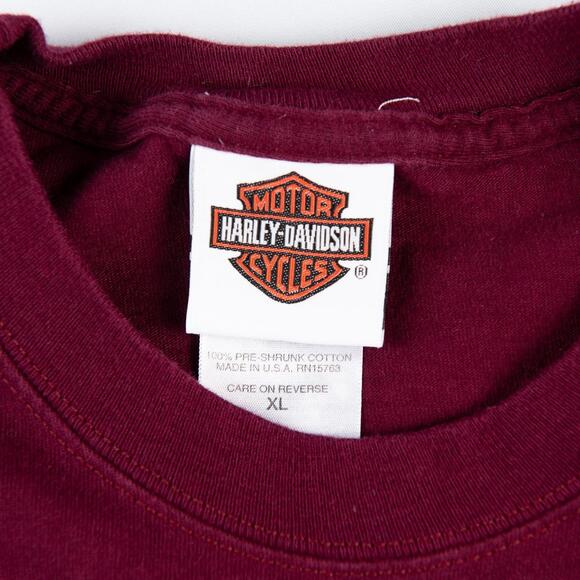 MOTOR
HARLEY-DAVIDSON
CYCLES
®
100% PRE-SHRUNK COTTON
MADE IN U.S.A. RN15763
CARE ON REVERSE
XL